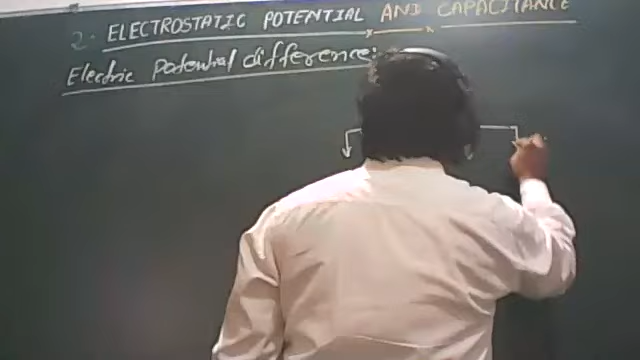 2. ELECTROSTATIC POTENTIAL AND CAPACITANCE
Electric Potential difference: